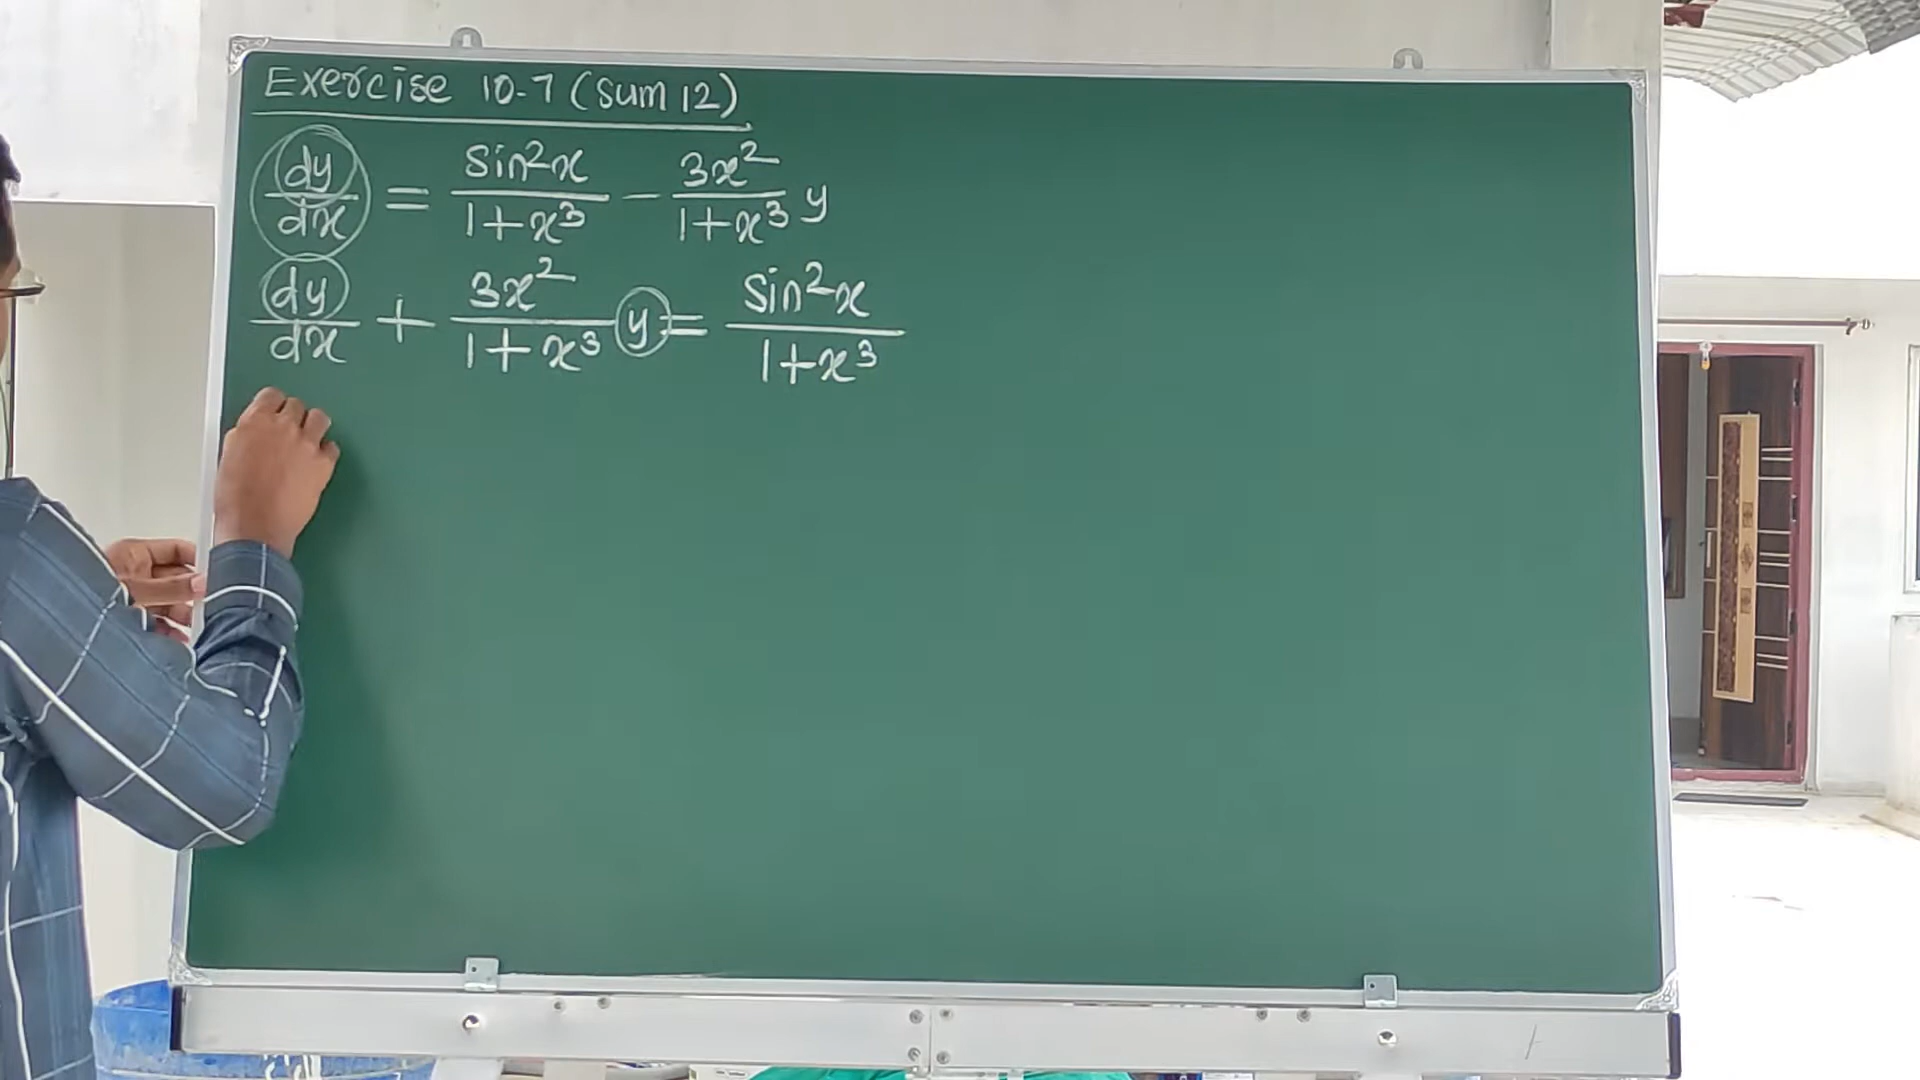 Exercise 10.7 (Sum 12)
dy/dx = sin²x/1+x³ - 3x²/1+x³ y
dy/dx + 3x²/1+x³ y = sin²x/1+x³